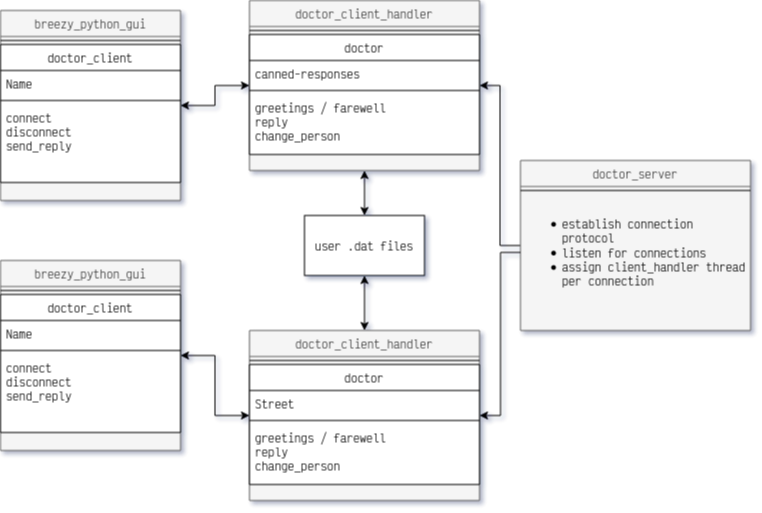 breezy_python_gui
doctor_client
Name
connect
disconnect
send_reply
doctor_client_handler
doctor
canned-responses
greetings / farewell
reply
change_person
user .dat files
doctor_server
establish connection
protocol
listen for connections
assign client_handler thread
per connection
breezy_python_gui
doctor_client
Name
connect
disconnect
send_reply
doctor_client_handler
doctor
Street
greetings / farewell
reply
change_person